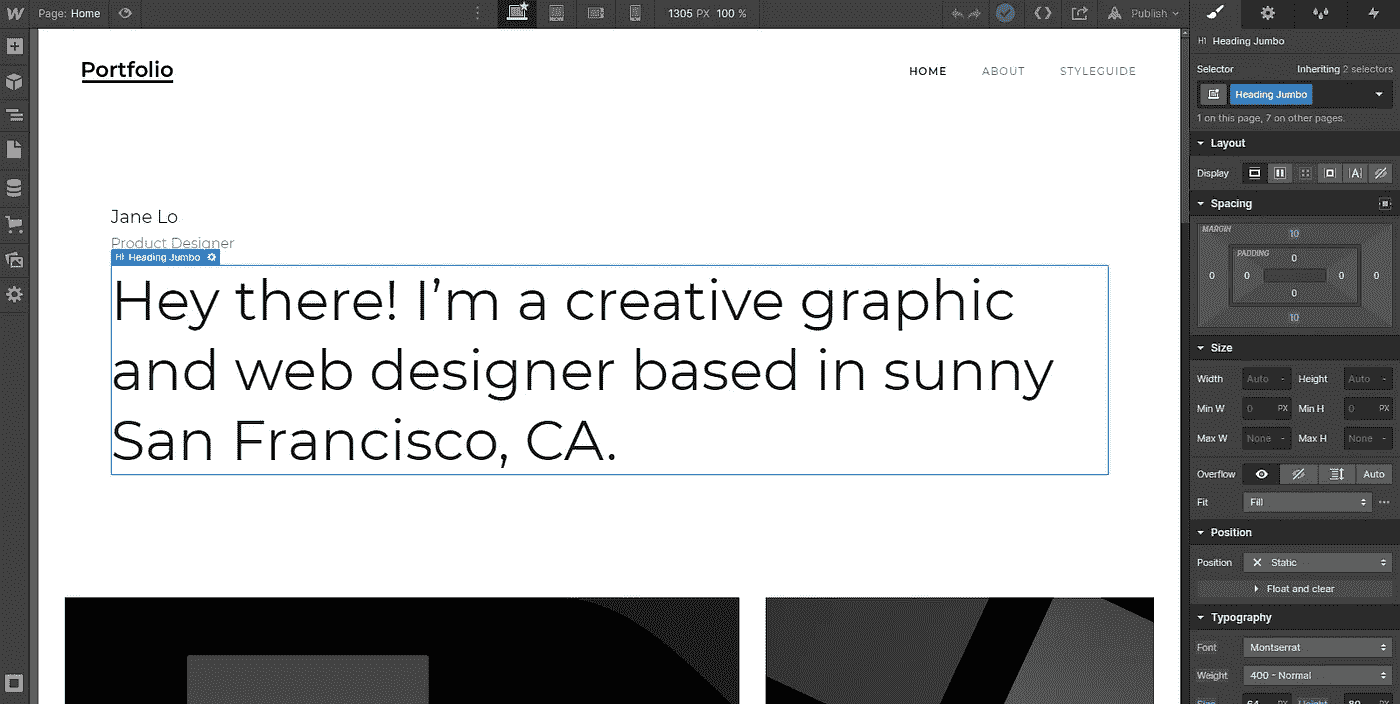 Page: Home
1305 PX 100 %
Publish
Portfolio
HOME ABOUT STYLEGUIDE
Jane Lo
Product Designer
H1 Heading Jumbo
Hey there! I’m a creative graphic
and web designer based in sunny
San Francisco, CA.
H1 Heading Jumbo
Selector Inheriting 2 selectors
Heading Jumbo
1 on this page, 7 on other pages.
Layout
Display
Spacing
MARGIN
10
PADDING
0
0 0 0 0
0
10
Size
Width Auto - Height Auto -
Min W 0 PX Min H 0 PX
Max W None - Max H None -
Overflow Auto
Fit Fill
Position
Position Static
Float and clear
Typography
Font Montserrat
Weight 400 - Normal
Size 64 PX Height 80